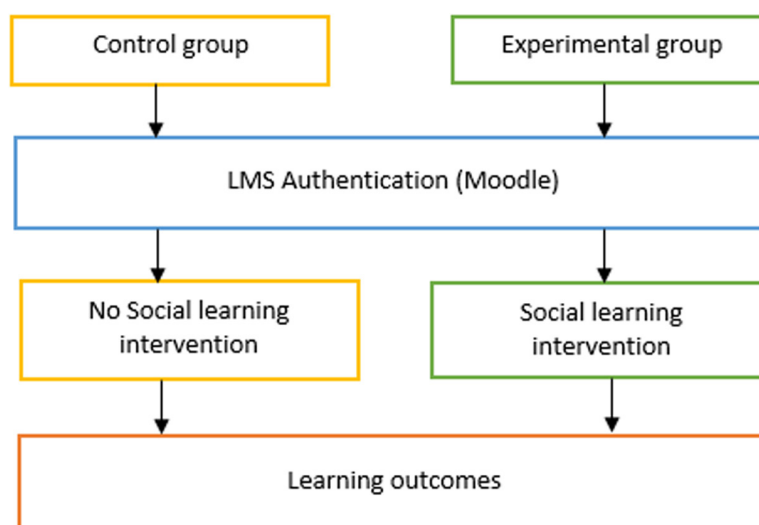 Control group
Experimental group
LMS Authentication (Moodle)
No Social learning
intervention
Social learning
intervention
Learning outcomes